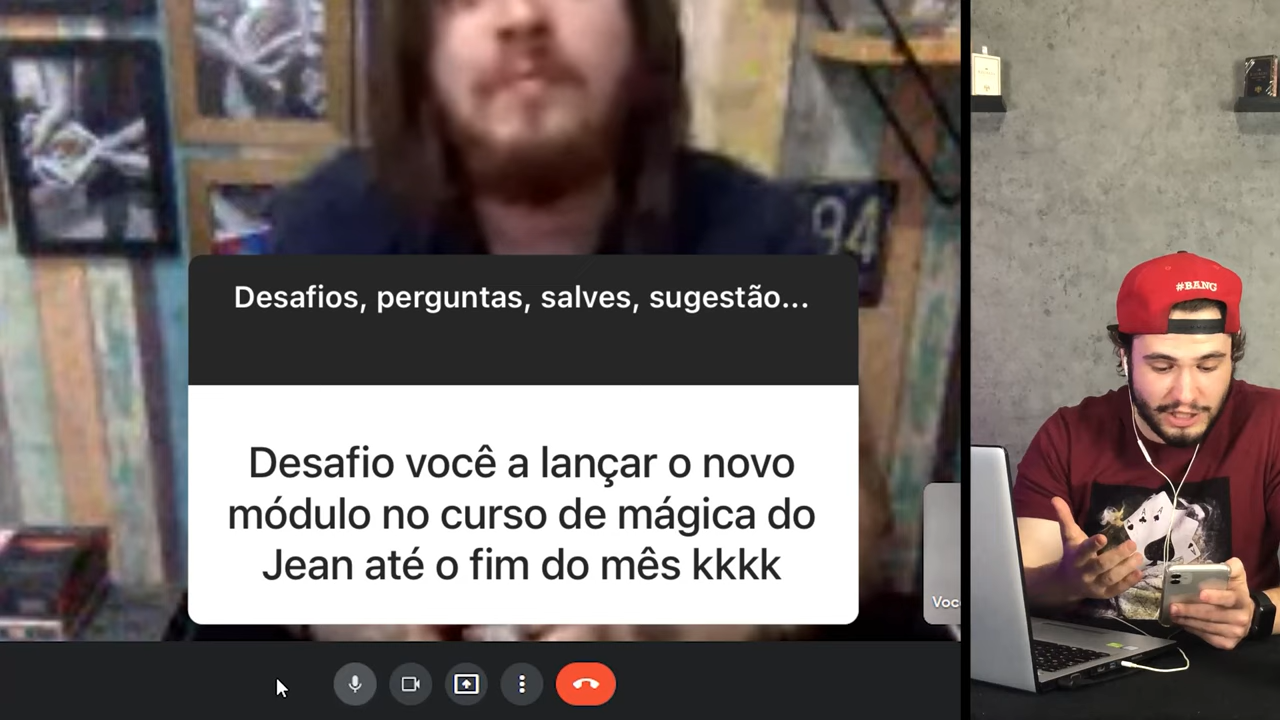 94
#BANG
Desafios, perguntas, salves, sugestão...
Desafio você a lançar o novo
módulo no curso de mágica do
Jean até o fim do mês kkkk
Voc